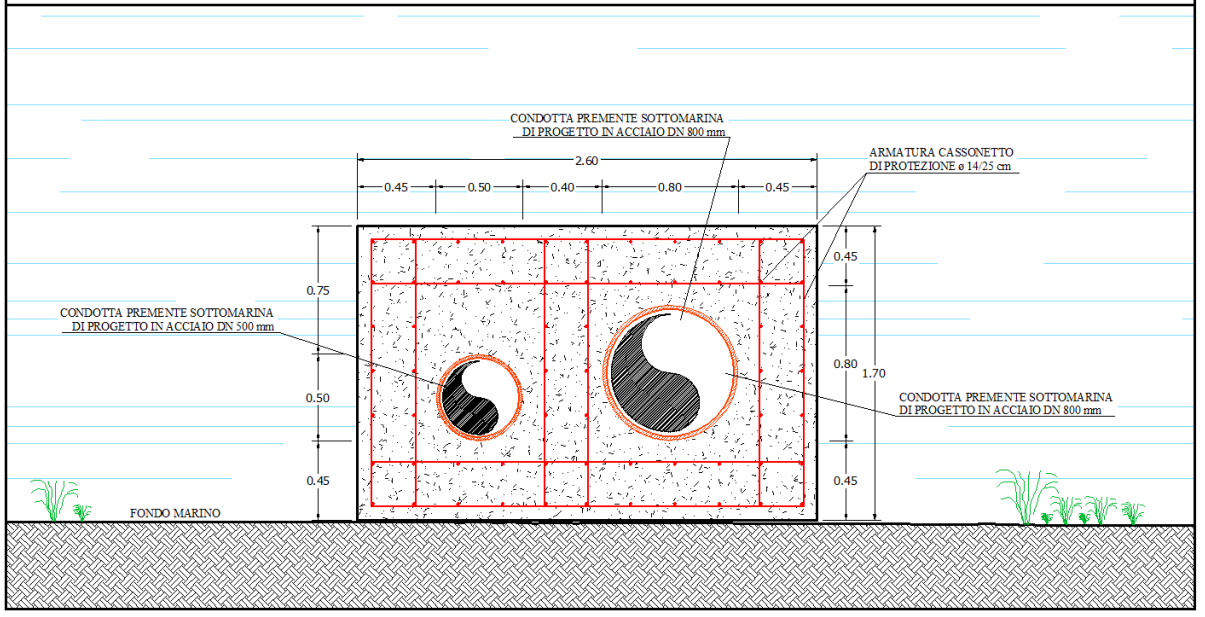 CONDOTTA PREMENTE SOTTOMARINA
DI PROGETTO IN ACCIAIO DN 800 mm
ARMATURA CASSONETTO
DI PROTEZIONE ø 14/25 cm
2.60
0.45
0.50
0.40
0.80
0.45
0.75
0.50
0.45
0.45
0.80
0.45
1.70
CONDOTTA PREMENTE SOTTOMARINA
DI PROGETTO IN ACCIAIO DN 500 mm
CONDOTTA PREMENTE SOTTOMARINA
DI PROGETTO IN ACCIAIO DN 800 mm
FONDO MARINO